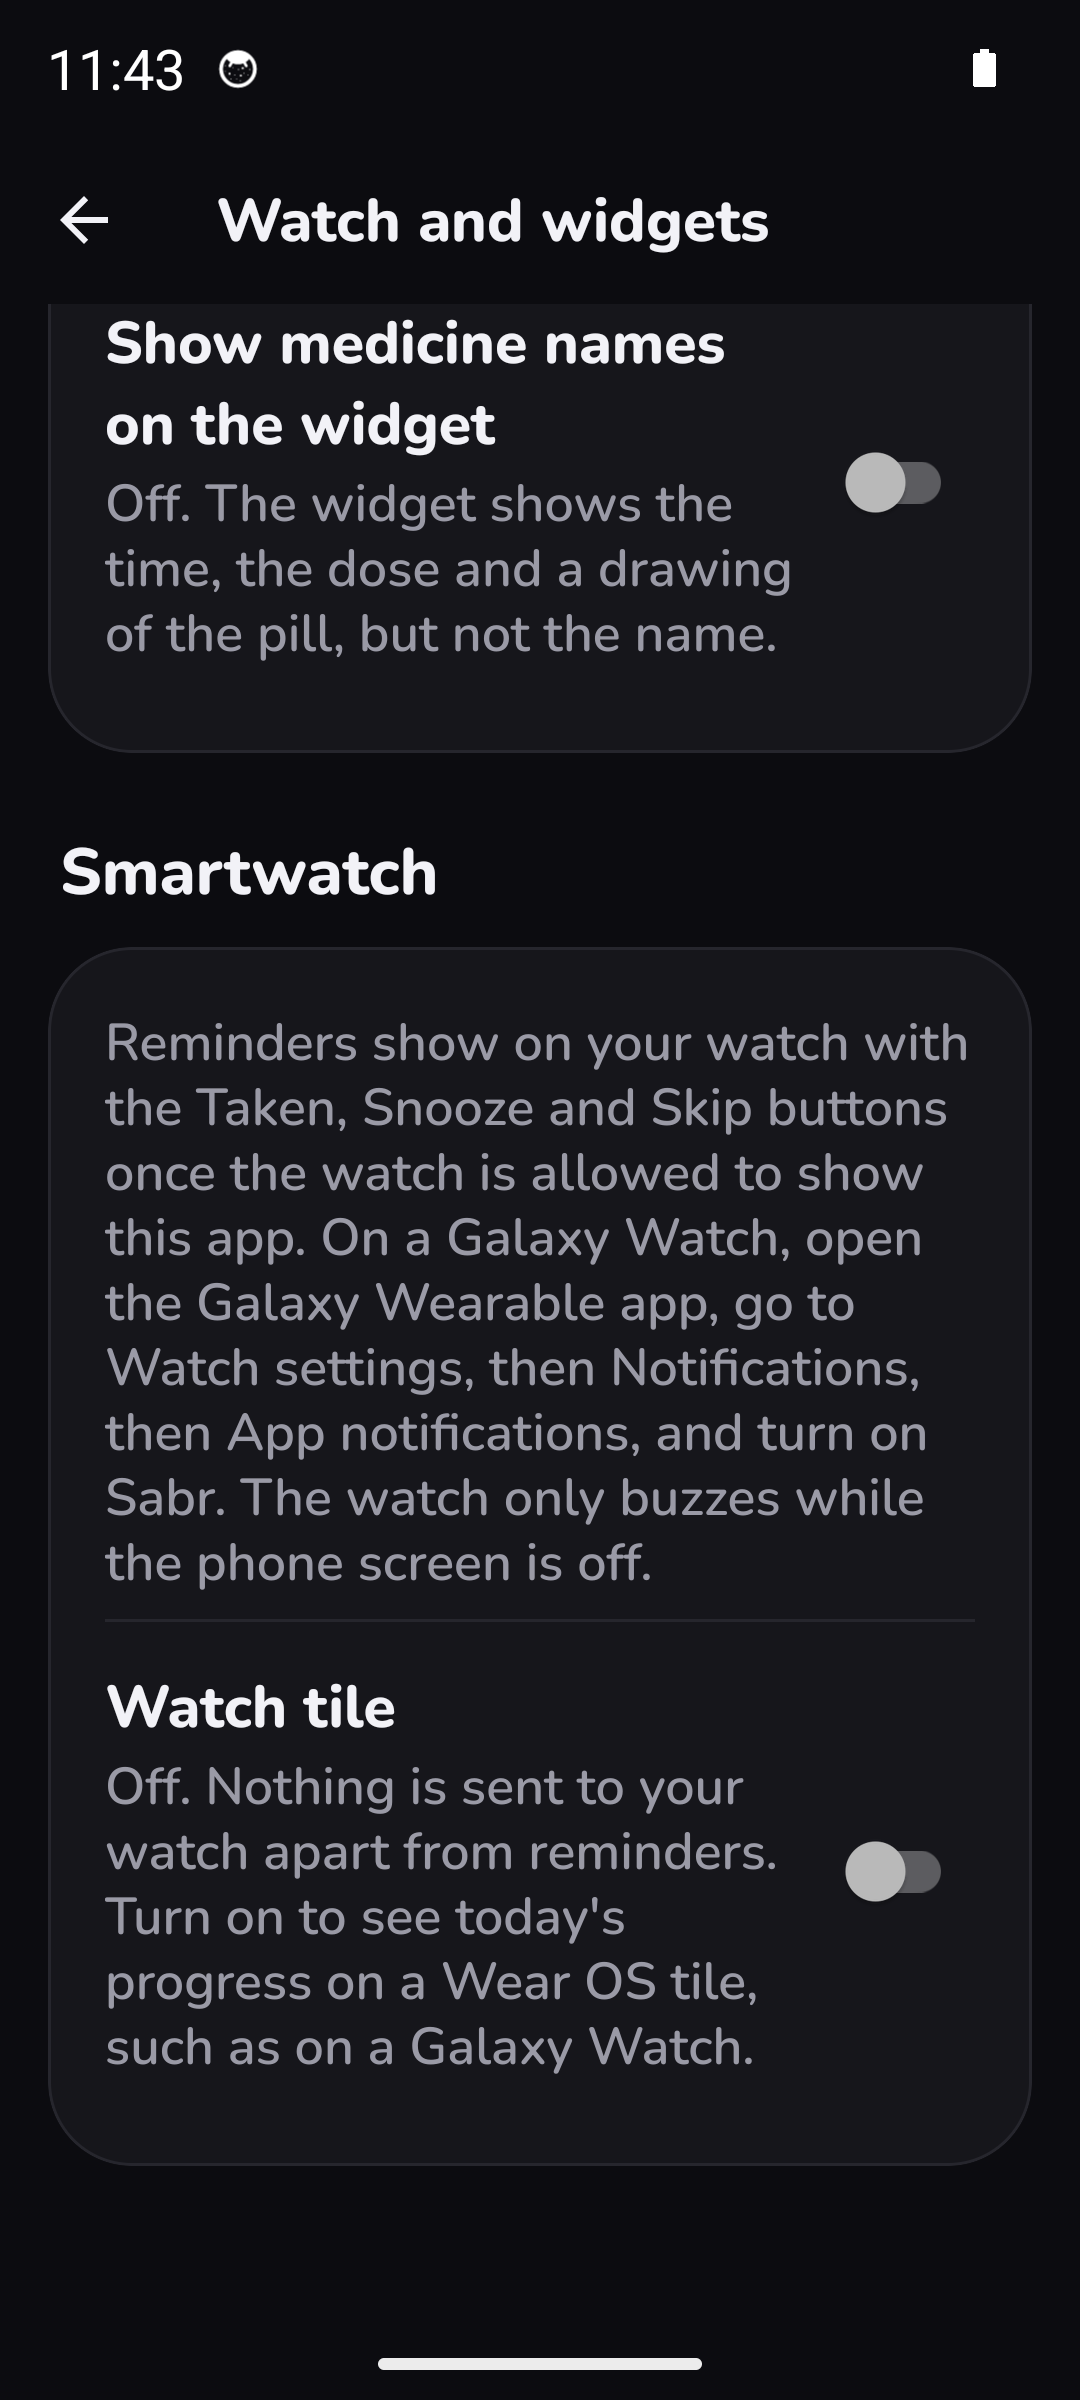 11:43
Watch and widgets
Show medicine names
on the widget
Off. The widget shows the
time, the dose and a drawing
of the pill, but not the name.
Smartwatch
Reminders show on your watch with
the Taken, Snooze and Skip buttons
once the watch is allowed to show
this app. On a Galaxy Watch, open
the Galaxy Wearable app, go to
Watch settings, then Notifications,
then App notifications, and turn on
Sabr. The watch only buzzes while
the phone screen is off.
Watch tile
Off. Nothing is sent to your
watch apart from reminders.
Turn on to see today's
progress on a Wear OS tile,
such as on a Galaxy Watch.